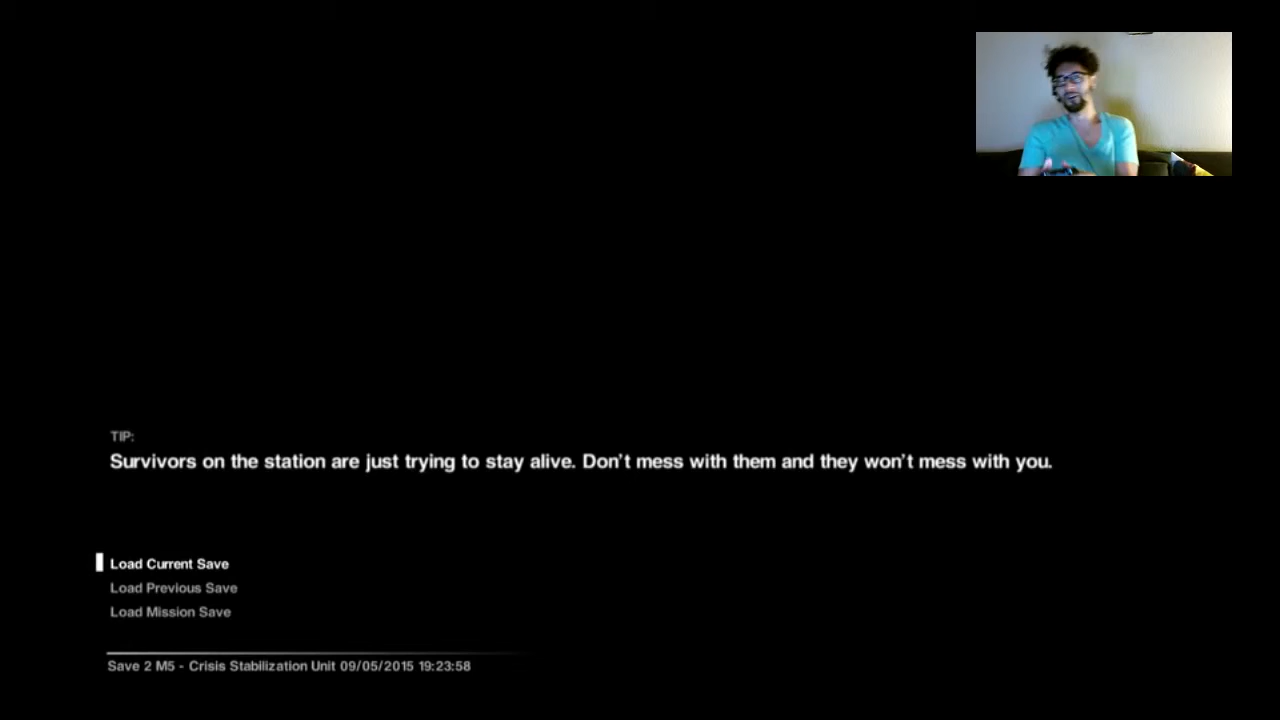 TIP:
Survivors on the station are just trying to stay alive. Don't mess with them and they won't mess with you.
Load Current Save
Load Previous Save
Load Mission Save
Save 2 M5 - Crisis Stabilization Unit 09/05/2015 19:23:58